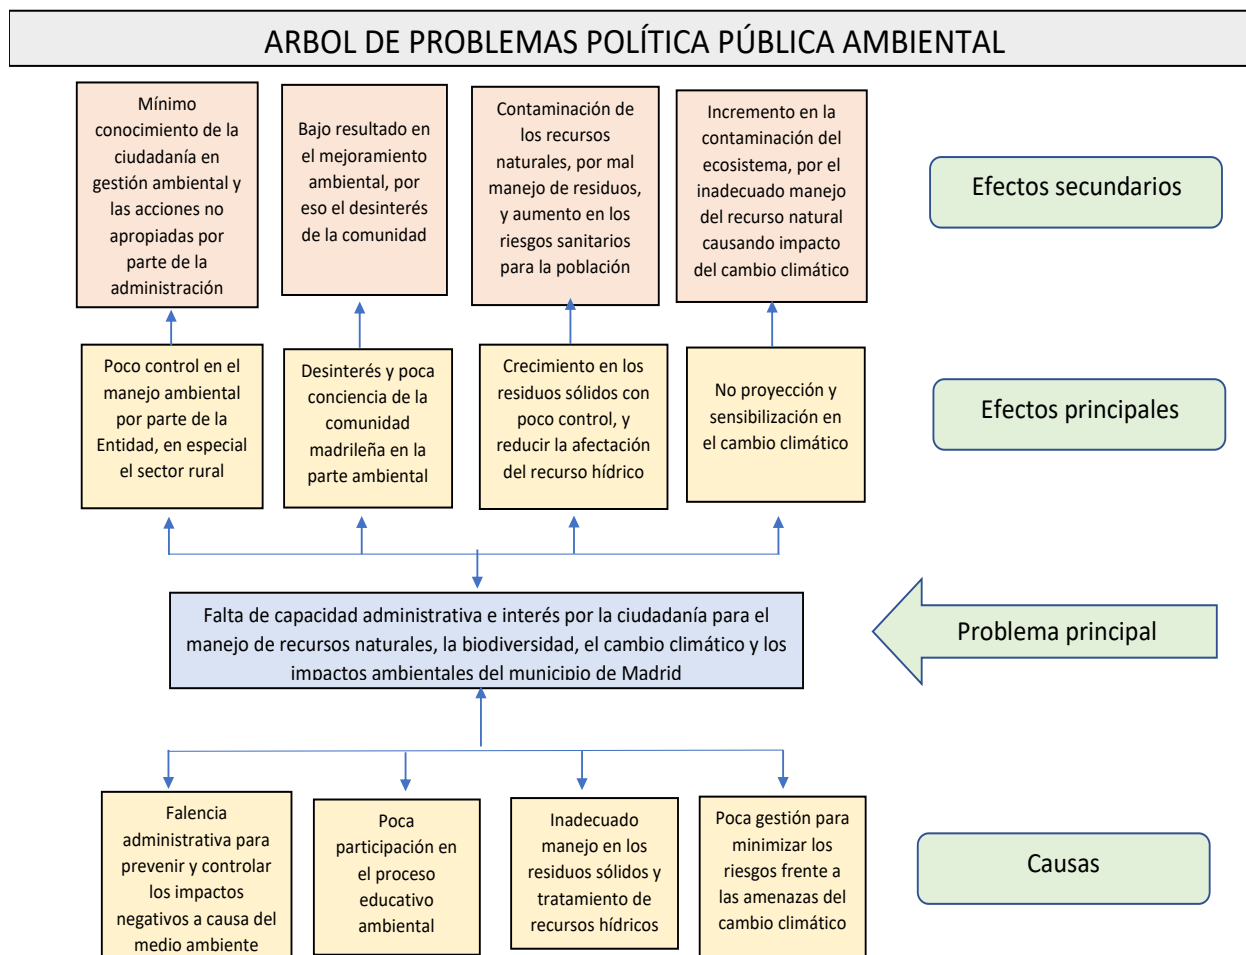 ARBOL DE PROBLEMAS POLÍTICA PÚBLICA AMBIENTAL
Mínimo
conocimiento de la
ciudadanía en
gestión ambiental y
las acciones no
apropiadas por
parte de la
administración
Bajo resultado en
el mejoramiento
ambiental, por
eso el desinterés
de la comunidad
Contaminación de
los recursos
naturales, por mal
manejo de residuos,
y aumento en los
riesgos sanitarios
para la población
Incremento en la
contaminación del
ecosistema, por el
inadecuado manejo
del recurso natural
causando impacto
del cambio climático
Efectos secundarios
Poco control en el
manejo ambiental
por parte de la
Entidad, en especial
el sector rural
Desinterés y poca
conciencia de la
comunidad
madrileña en la
parte ambiental
Crecimiento en los
residuos sólidos con
poco control, y
reducir la afectación
del recurso hídrico
No proyección y
sensibilización en
el cambio climático
Efectos principales
Falta de capacidad administrativa e interés por la ciudadanía para el
manejo de recursos naturales, la biodiversidad, el cambio climático y los
impactos ambientales del municipio de Madrid
Problema principal
Falencia
administrativa para
prevenir y controlar
los impactos
negativos a causa del
medio ambiente
Poca
participación en
el proceso
educativo
ambiental
Inadecuado
manejo en los
residuos sólidos y
tratamiento de
recursos hídricos
Poca gestión para
minimizar los
riesgos frente a
las amenazas del
cambio climático
Causas